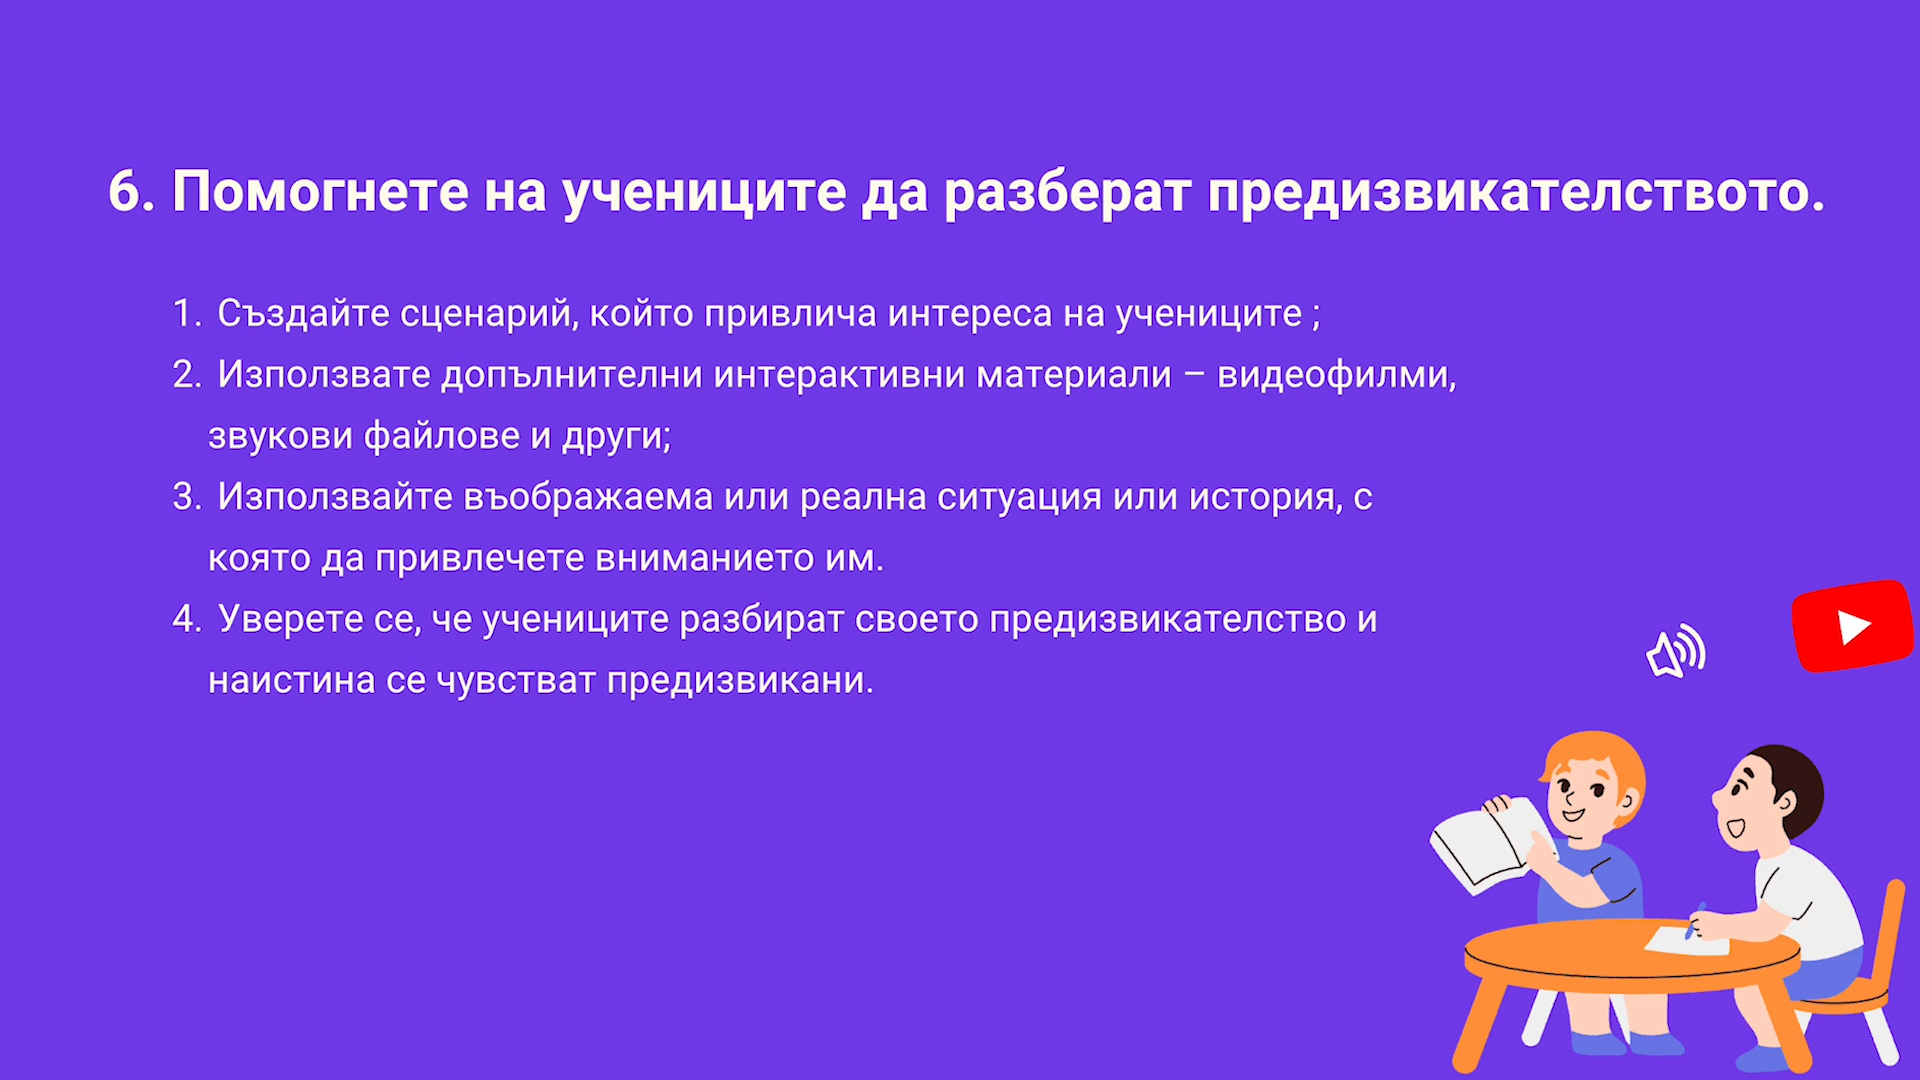 6. Помогнете на учениците да разберат предизвикателството.
1. Създайте сценарий, който привлича интереса на учениците ;
2. Използвате допълнителни интерактивни материали – видеофилми,
звукови файлове и други;
3. Използвайте въображаема или реална ситуация или история, с
която да привлечете вниманието им.
4. Уверете се, че учениците разбират своето предизвикателство и
наистина се чувстват предизвикани.